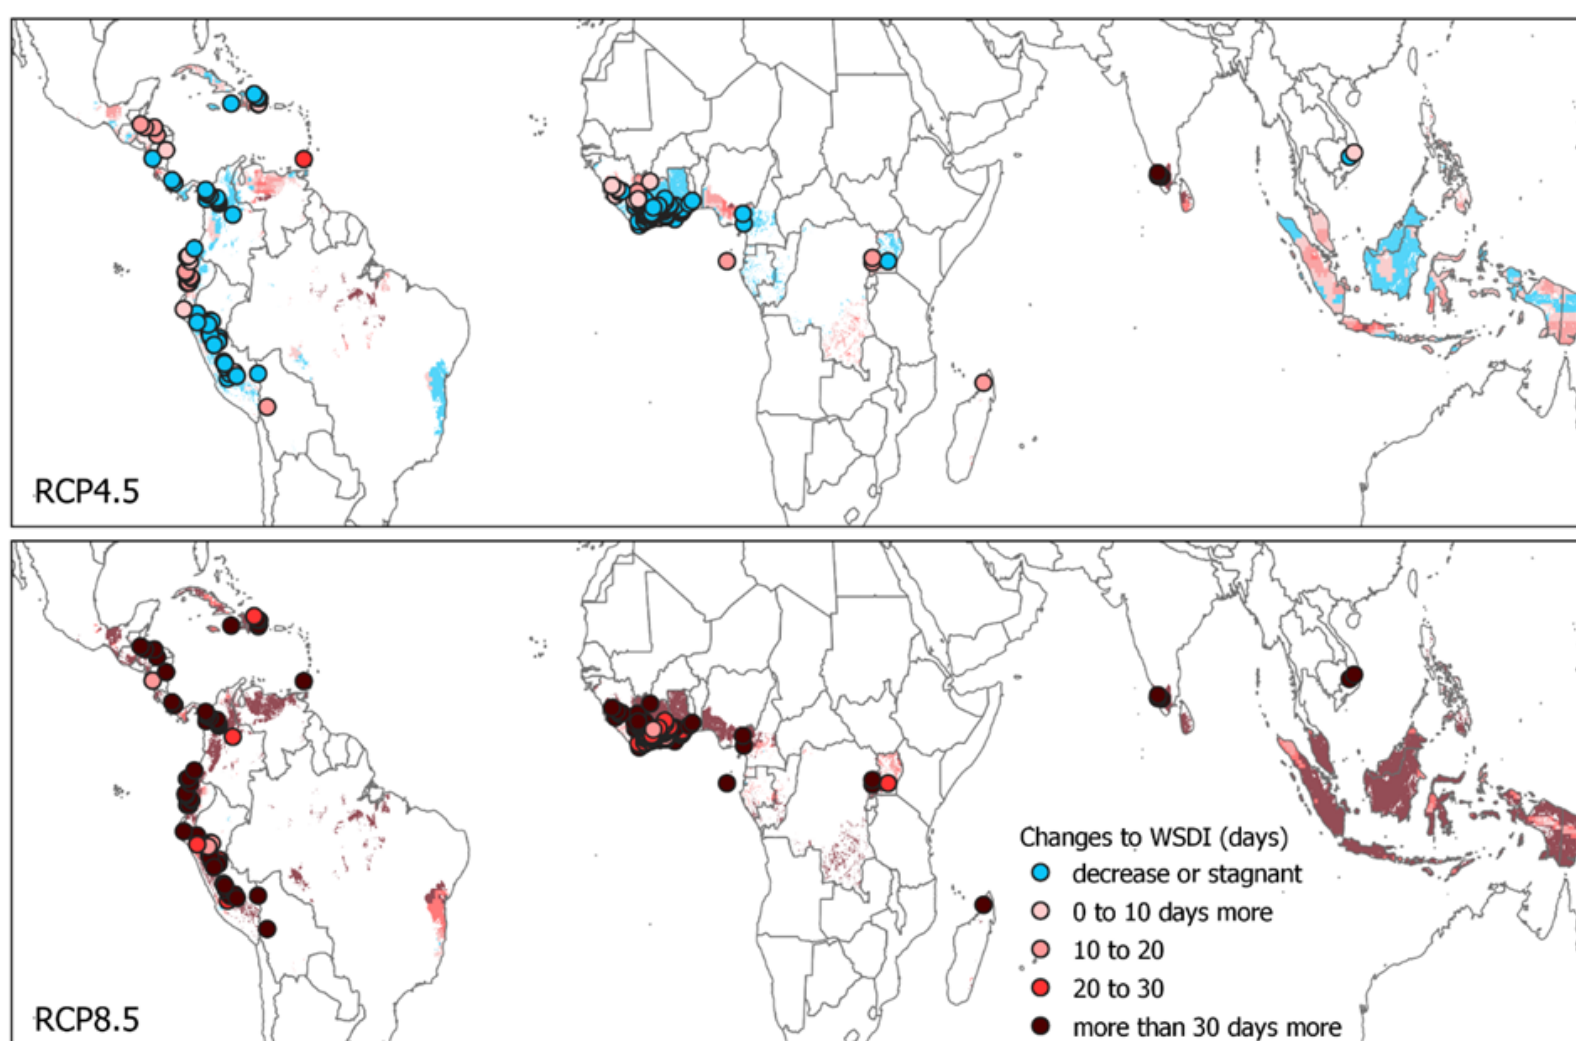 RCP4.5
RCP8.5
Changes to WSDI (days)
decrease or stagnant
0 to 10 days more
10 to 20
20 to 30
more than 30 days more